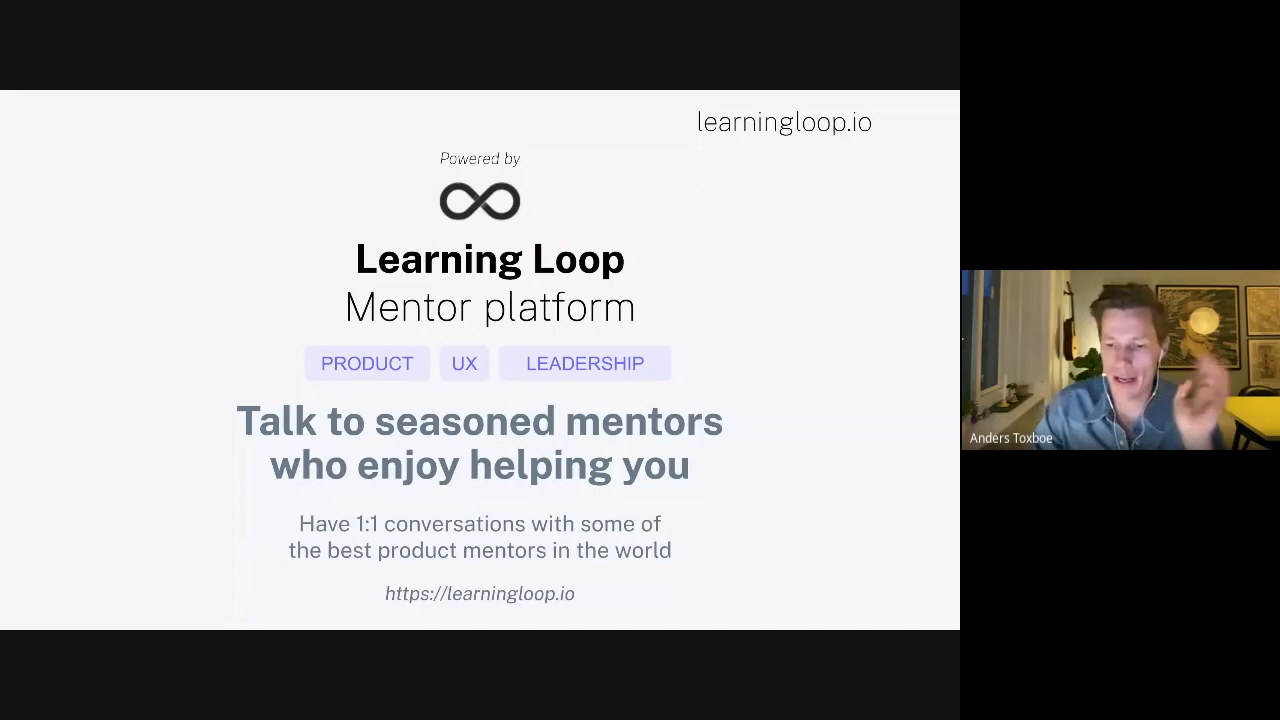 learningloop.io
Powered by
Learning Loop
Mentor platform
PRODUCT UX LEADERSHIP
Talk to seasoned mentors
who enjoy helping you
Have 1:1 conversations with some of
the best product mentors in the world
https://learningloop.io
Anders Toxboe